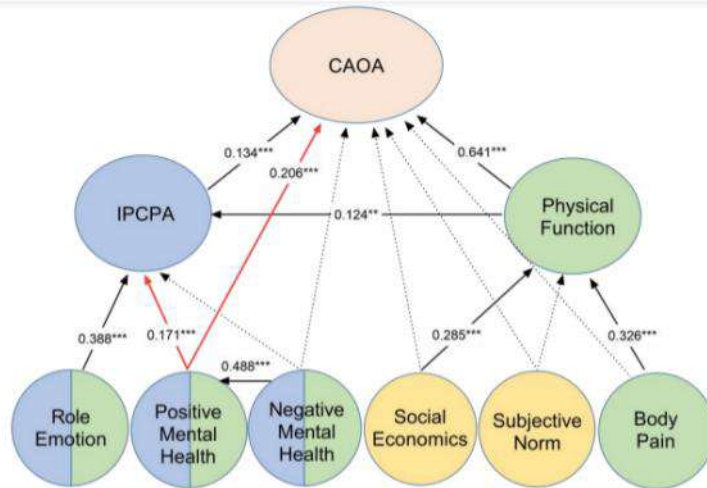 CAOA
0.134***
0.206***
0.641***
IPCPA
0.124**
Physical
Function
0.388***
0.171***
0.488***
0.285***
0.326***
Role
Emotion
Positive
Mental
Health
Negative
Mental
Health
Social
Economics
Subjective
Norm
Body
Pain